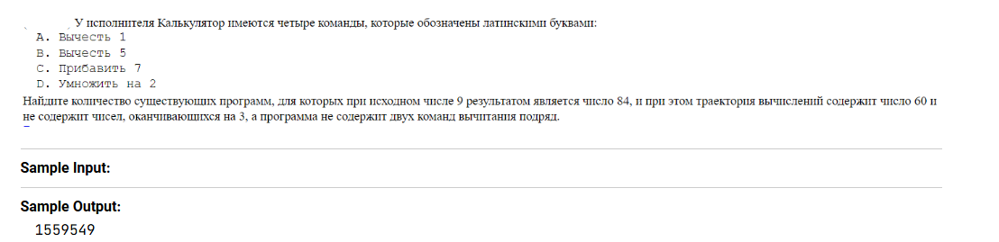 У исполнителя Калькулятор имеются четыре команды, которые обозначены латинскими буквами:
A. Вычесть 1
B. Вычесть 5
C. Прибавить 7
D. Умножить на 2
Найдите количество существующих программ, для которых при исходном числе 9 результатом является число 84, и при этом траектория вычислений содержит число 60 и
не содержит чисел, оканчивающихся на 3, а программа не содержит двух команд вычитания подряд.
Sample Input:
Sample Output:
1559549